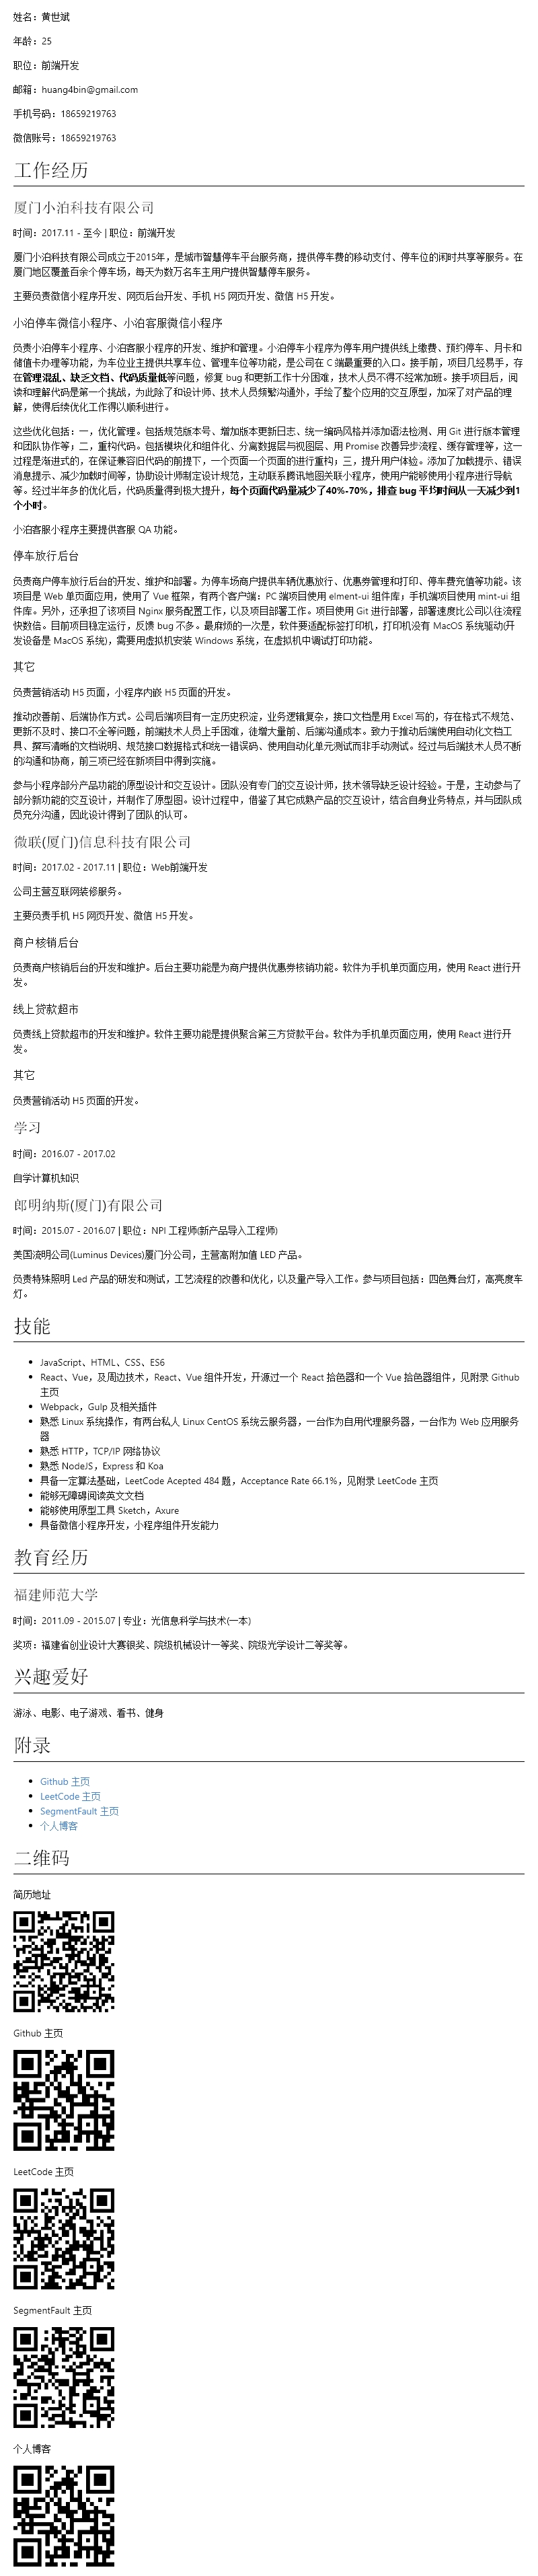 姓名：黄世斌
年龄：25
职位：前端开发
邮箱：huang4bin@gmail.com
手机号码：18659219763
微信账号：18659219763
工作经历
厦门小泊科技有限公司
时间：2017.11 - 至今 | 职位：前端开发
厦门小泊科技有限公司成立于2015年，是城市智慧停车平台服务商，提供停车费的移动支付、停车位的闲时共享等服务。在
厦门地区覆盖百余个停车场，每天为数万名车主用户提供智慧停车服务。
主要负责微信小程序开发、网页后台开发、手机 H5 网页开发、微信 H5 开发。
小泊停车微信小程序、小泊客服微信小程序
负责小泊停车小程序、小泊客服小程序的开发、维护和管理。小泊停车小程序为停车用户提供线上缴费、预约停车、月卡和
储值卡办理等功能，为车位业主提供共享车位、管理车位等功能，是公司在 C 端最重要的入口。接手前，项目几经易手，存
在管理混乱、缺乏文档、代码质量低等问题，修复 bug 和更新工作十分困难，技术人员不得不经常加班。接手项目后，阅
读和理解代码是第一个挑战，为此除了和设计师、技术人员频繁沟通外，手绘了整个应用的交互原型，加深了对产品的理
解，使得后续优化工作得以顺利进行。
这些优化包括：一，优化管理。包括规范版本号、增加版本更新日志、统一编码风格并添加语法检测、用 Git 进行版本管理
和团队协作等；二，重构代码。包括模块化和组件化、分离数据层与视图层、用 Promise 改善异步流程、缓存管理等，这一
过程是渐进式的，在保证兼容旧代码的前提下，一个页面一个页面的进行重构；三，提升用户体验。添加了加载提示、错误
消息提示、减少加载时间等，协助设计师制定设计规范，主动联系腾讯地图关联小程序，使用户能够使用小程序进行导航
等。经过半年多的优化后，代码质量得到极大提升，每个页面代码量减少了40%-70%，排查 bug 平均时间从一天减少到1
个小时。
小泊客服小程序主要提供客服 QA 功能。
停车放行后台
负责商户停车放行后台的开发、维护和部署。为停车场商户提供车辆优惠放行、优惠券管理和打印、停车费充值等功能。该
项目是 Web 单页面应用，使用了 Vue 框架，有两个客户端：PC 端项目使用 elment-ui 组件库；手机端项目使用 mint-ui 组
件库。另外，还承担了该项目 Nginx 服务配置工作，以及项目部署工作。项目使用 Git 进行部署，部署速度比公司以往流程
快数倍。目前项目稳定运行，反馈 bug 不多。最麻烦的一次是，软件要适配标签打印机，打印机没有 MacOS 系统驱动(开
发设备是 MacOS 系统)，需要用虚拟机安装 Windows 系统，在虚拟机中调试打印功能。
其它
负责营销活动 H5 页面，小程序内嵌 H5 页面的开发。
推动改善前、后端协作方式。公司后端项目有一定历史积淀，业务逻辑复杂，接口文档是用 Excel 写的，存在格式不规范、
更新不及时、接口不全等问题，前端技术人员上手困难，徒增大量前、后端沟通成本。致力于推动后端使用自动化文档工
具、撰写清晰的文档说明、规范接口数据格式和统一错误码、使用自动化单元测试而非手动测试。经过与后端技术人员不断
的沟通和协商，前三项已经在新项目中得到实施。
参与小程序部分产品功能的原型设计和交互设计。团队没有专门的交互设计师，技术领导缺乏设计经验。于是，主动参与了
部分新功能的交互设计，并制作了原型图。设计过程中，借鉴了其它成熟产品的交互设计，结合自身业务特点，并与团队成
员充分沟通，因此设计得到了团队的认可。
微联(厦门)信息科技有限公司
时间：2017.02 - 2017.11 | 职位：Web前端开发
公司主营互联网装修服务。
主要负责手机 H5 网页开发、微信 H5 开发。
商户核销后台
负责商户核销后台的开发和维护。后台主要功能是为商户提供优惠券核销功能。软件为手机单页面应用，使用 React 进行开
发。
线上贷款超市
负责线上贷款超市的开发和维护。软件主要功能是提供聚合第三方贷款平台。软件为手机单页面应用，使用 React 进行开
发。
其它
负责营销活动 H5 页面的开发。
学习
时间：2016.07 - 2017.02
自学计算机知识
郎明纳斯(厦门)有限公司
时间：2015.07 - 2016.07 | 职位：NPI 工程师(新产品导入工程师)
美国流明公司(Luminus Devices)厦门分公司，主营高附加值 LED 产品。
负责特殊照明 Led 产品的研发和测试，工艺流程的改善和优化，以及量产导入工作。参与项目包括：四色舞台灯，高亮度车
灯。
技能
JavaScript、HTML、CSS、ES6
React、Vue，及周边技术，React、Vue 组件开发，开源过一个 React 拾色器和一个 Vue 拾色器组件，见附录 Github
主页
Webpack，Gulp 及相关插件
熟悉 Linux 系统操作，有两台私人 Linux CentOS 系统云服务器，一台作为自用代理服务器，一台作为 Web 应用服务
器
熟悉 HTTP，TCP/IP 网络协议
熟悉 NodeJS，Express 和 Koa
具备一定算法基础，LeetCode Acepted 484 题，Acceptance Rate 66.1%，见附录 LeetCode 主页
能够无障碍阅读英文文档
能够使用原型工具 Sketch，Axure
具备微信小程序开发，小程序组件开发能力
教育经历
福建师范大学
时间：2011.09 - 2015.07 | 专业：光信息科学与技术(一本)
奖项：福建省创业设计大赛银奖、院级机械设计一等奖、院级光学设计二等奖等。
兴趣爱好
游泳、电影、电子游戏、看书、健身
附录
Github 主页
LeetCode 主页
SegmentFault 主页
个人博客
二维码
简历地址
Github 主页
LeetCode 主页
SegmentFault 主页
个人博客